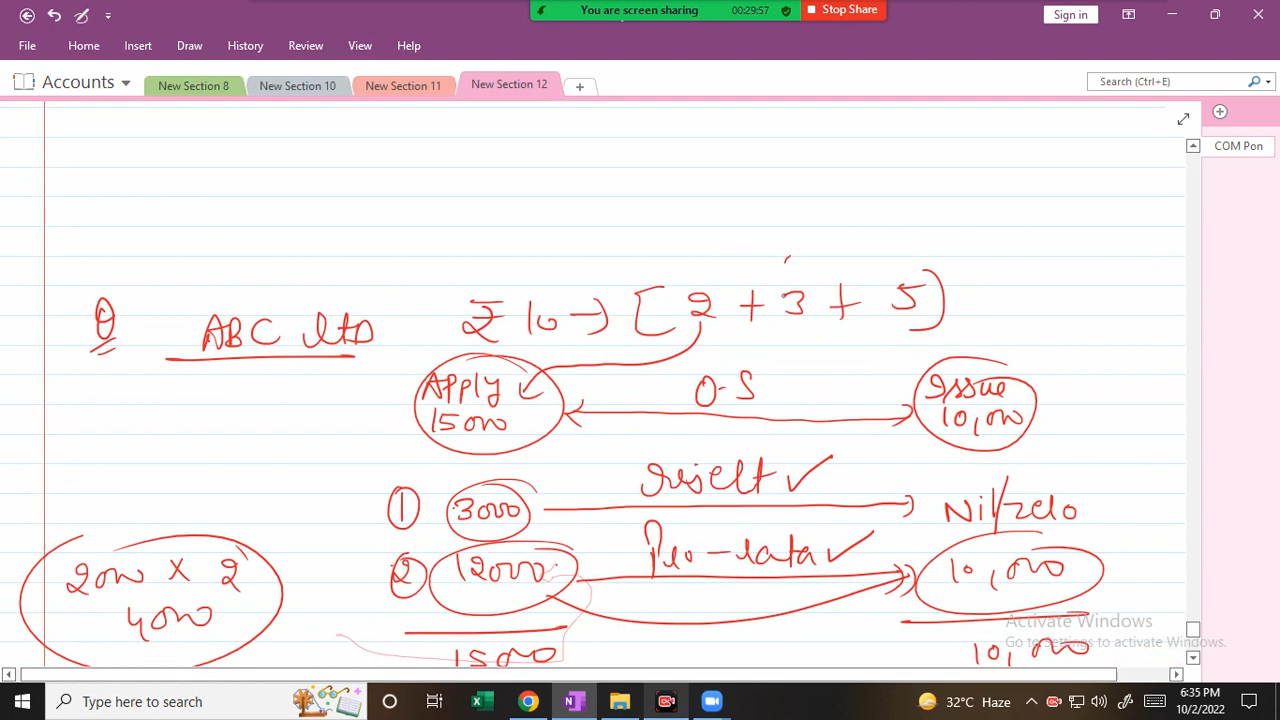 You are screen sharing 00:29:57 Stop Share
Sign in
File Home Insert Draw History Review View Help
Accounts New Section 8 New Section 10 New Section 11 New Section 12 + Search (Ctrl+E)
COM Pon
Q ABC ltd ₹ 10 → [2 + 3 + 5)
Apply 15000 O-S Issue 10,000
① 3000 reject ✓ Nil/zero
② 12000 Pro-rata ✓ 10,000
2000 x 2
4000
15000 10,000
Activate Windows
Go to Settings to activate Windows.
Type here to search
32°C Haze
6:35 PM
10/2/2022